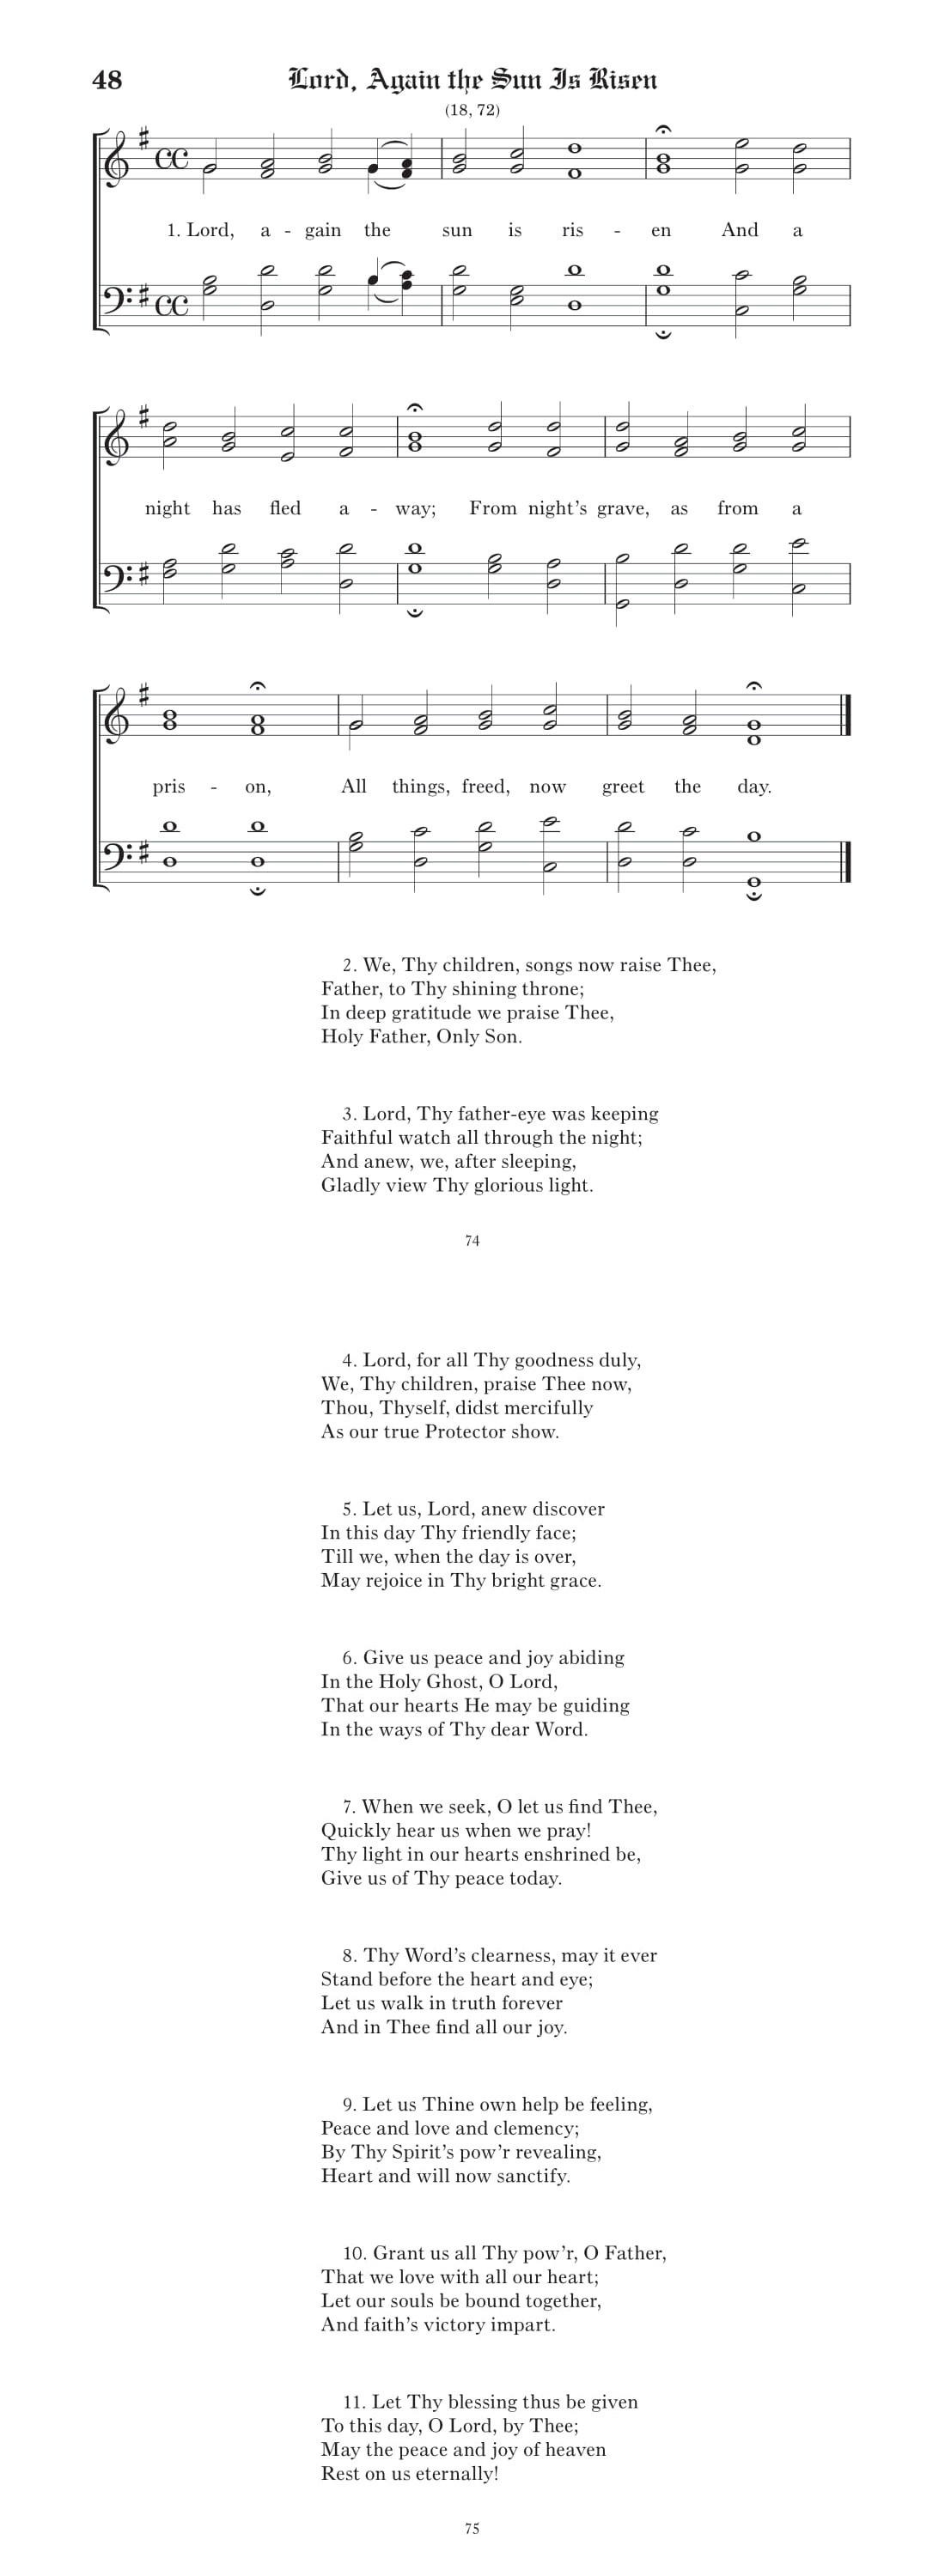 48
Lord, Again the Sun Is Risen
(18, 72)
1. Lord, a - gain the sun is ris - en And a
night has fled a - way; From night’s grave, as from a
pris - on, All things, freed, now greet the day.
2. We, Thy children, songs now raise Thee,
Father, to Thy shining throne;
In deep gratitude we praise Thee,
Holy Father, Only Son.
3. Lord, Thy father-eye was keeping
Faithful watch all through the night;
And anew, we, after sleeping,
Gladly view Thy glorious light.
74
4. Lord, for all Thy goodness duly,
We, Thy children, praise Thee now,
Thou, Thyself, didst mercifully
As our true Protector show.
5. Let us, Lord, anew discover
In this day Thy friendly face;
Till we, when the day is over,
May rejoice in Thy bright grace.
6. Give us peace and joy abiding
In the Holy Ghost, O Lord,
That our hearts He may be guiding
In the ways of Thy dear Word.
7. When we seek, O let us find Thee,
Quickly hear us when we pray!
Thy light in our hearts enshrined be,
Give us of Thy peace today.
8. Thy Word’s clearness, may it ever
Stand before the heart and eye;
Let us walk in truth forever
And in Thee find all our joy.
9. Let us Thine own help be feeling,
Peace and love and clemency;
By Thy Spirit’s pow’r revealing,
Heart and will now sanctify.
10. Grant us all Thy pow’r, O Father,
That we love with all our heart;
Let our souls be bound together,
And faith’s victory impart.
11. Let Thy blessing thus be given
To this day, O Lord, by Thee;
May the peace and joy of heaven
Rest on us eternally!
75